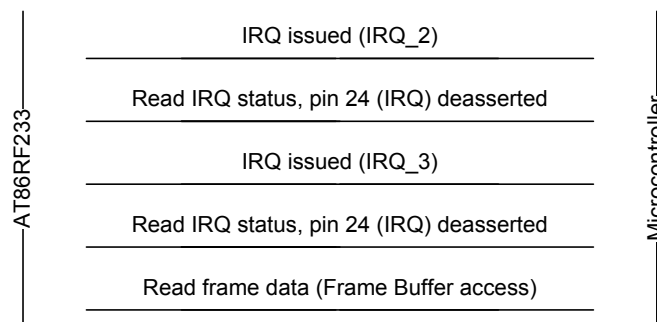 IRQ issued (IRQ_2)
Read IRQ status, pin 24 (IRQ) deasserted
IRQ issued (IRQ_3)
Read IRQ status, pin 24 (IRQ) deasserted
Read frame data (Frame Buffer access)
AT86RF233
Microcontroller